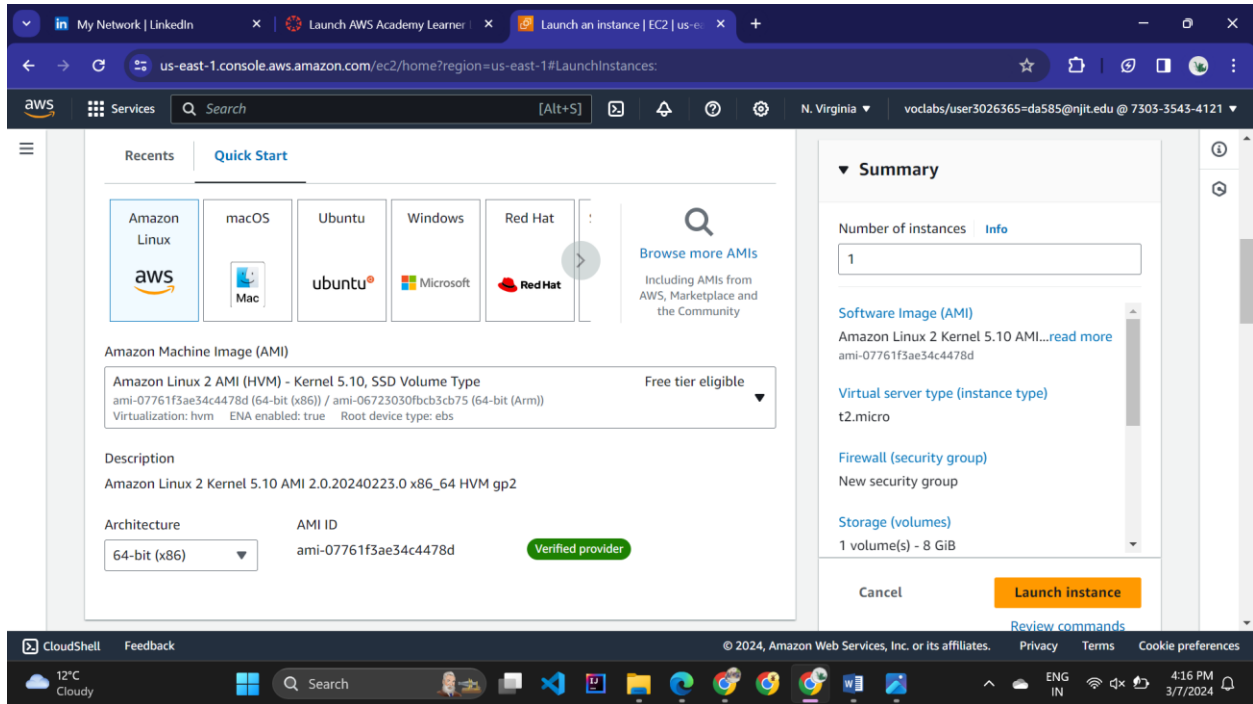 My Network | LinkedIn
Launch AWS Academy Learner
Launch an instance | EC2 | us-ea
us-east-1.console.aws.amazon.com/ec2/home?region=us-east-1#LaunchInstances:
aws
Services
Search
[Alt+S]
N. Virginia
voclabs/user3026365=da585@njit.edu @ 7303-3543-4121
Recents
Quick Start
Amazon
Linux
aws
macOS
Mac
Ubuntu
ubuntu
Windows
Microsoft
Red Hat
Red Hat
Browse more AMIs
Including AMIs from
AWS, Marketplace and
the Community
Amazon Machine Image (AMI)
Amazon Linux 2 AMI (HVM) - Kernel 5.10, SSD Volume Type
Free tier eligible
ami-07761f3ae34c4478d (64-bit (x86)) / ami-06723030fbcb3cb75 (64-bit (Arm))
Virtualization: hvm ENA enabled: true Root device type: ebs
Description
Amazon Linux 2 Kernel 5.10 AMI 2.0.20240223.0 x86_64 HVM gp2
Architecture
AMI ID
64-bit (x86)
ami-07761f3ae34c4478d
Verified provider
Summary
Number of instances Info
1
Software Image (AMI)
Amazon Linux 2 Kernel 5.10 AMI...read more
ami-07761f3ae34c4478d
Virtual server type (instance type)
t2.micro
Firewall (security group)
New security group
Storage (volumes)
1 volume(s) - 8 GiB
Cancel
Launch instance
Review commands
CloudShell
Feedback
© 2024, Amazon Web Services, Inc. or its affiliates.
Privacy
Terms
Cookie preferences
12°C
Cloudy
Search
ENG
IN
4:16 PM
3/7/2024